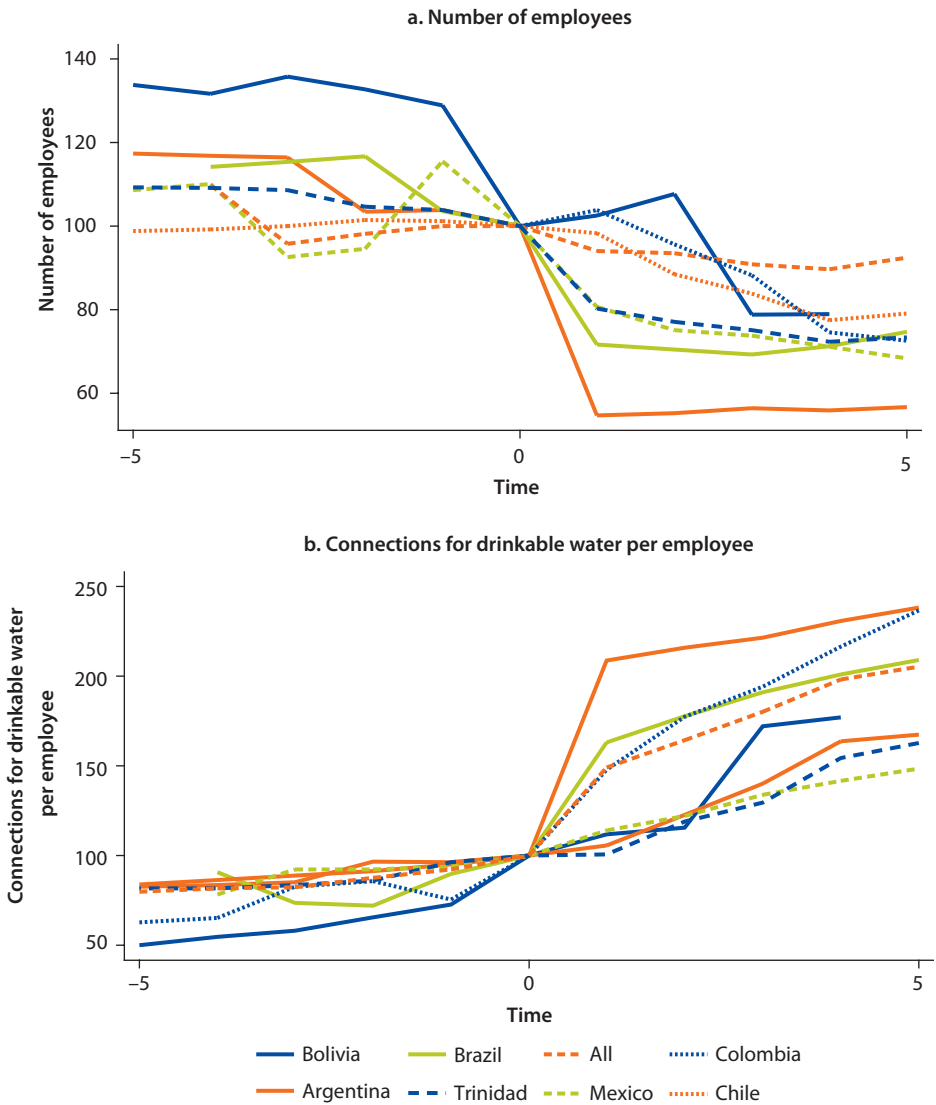 a. Number of employees
140
120
100
80
60
Number of employees
–5
0
5
Time
b. Connections for drinkable water per employee
250
200
150
100
50
Connections for drinkable water
per employee
–5
0
5
Time
Bolivia
Brazil
All
Colombia
Argentina
Trinidad
Mexico
Chile